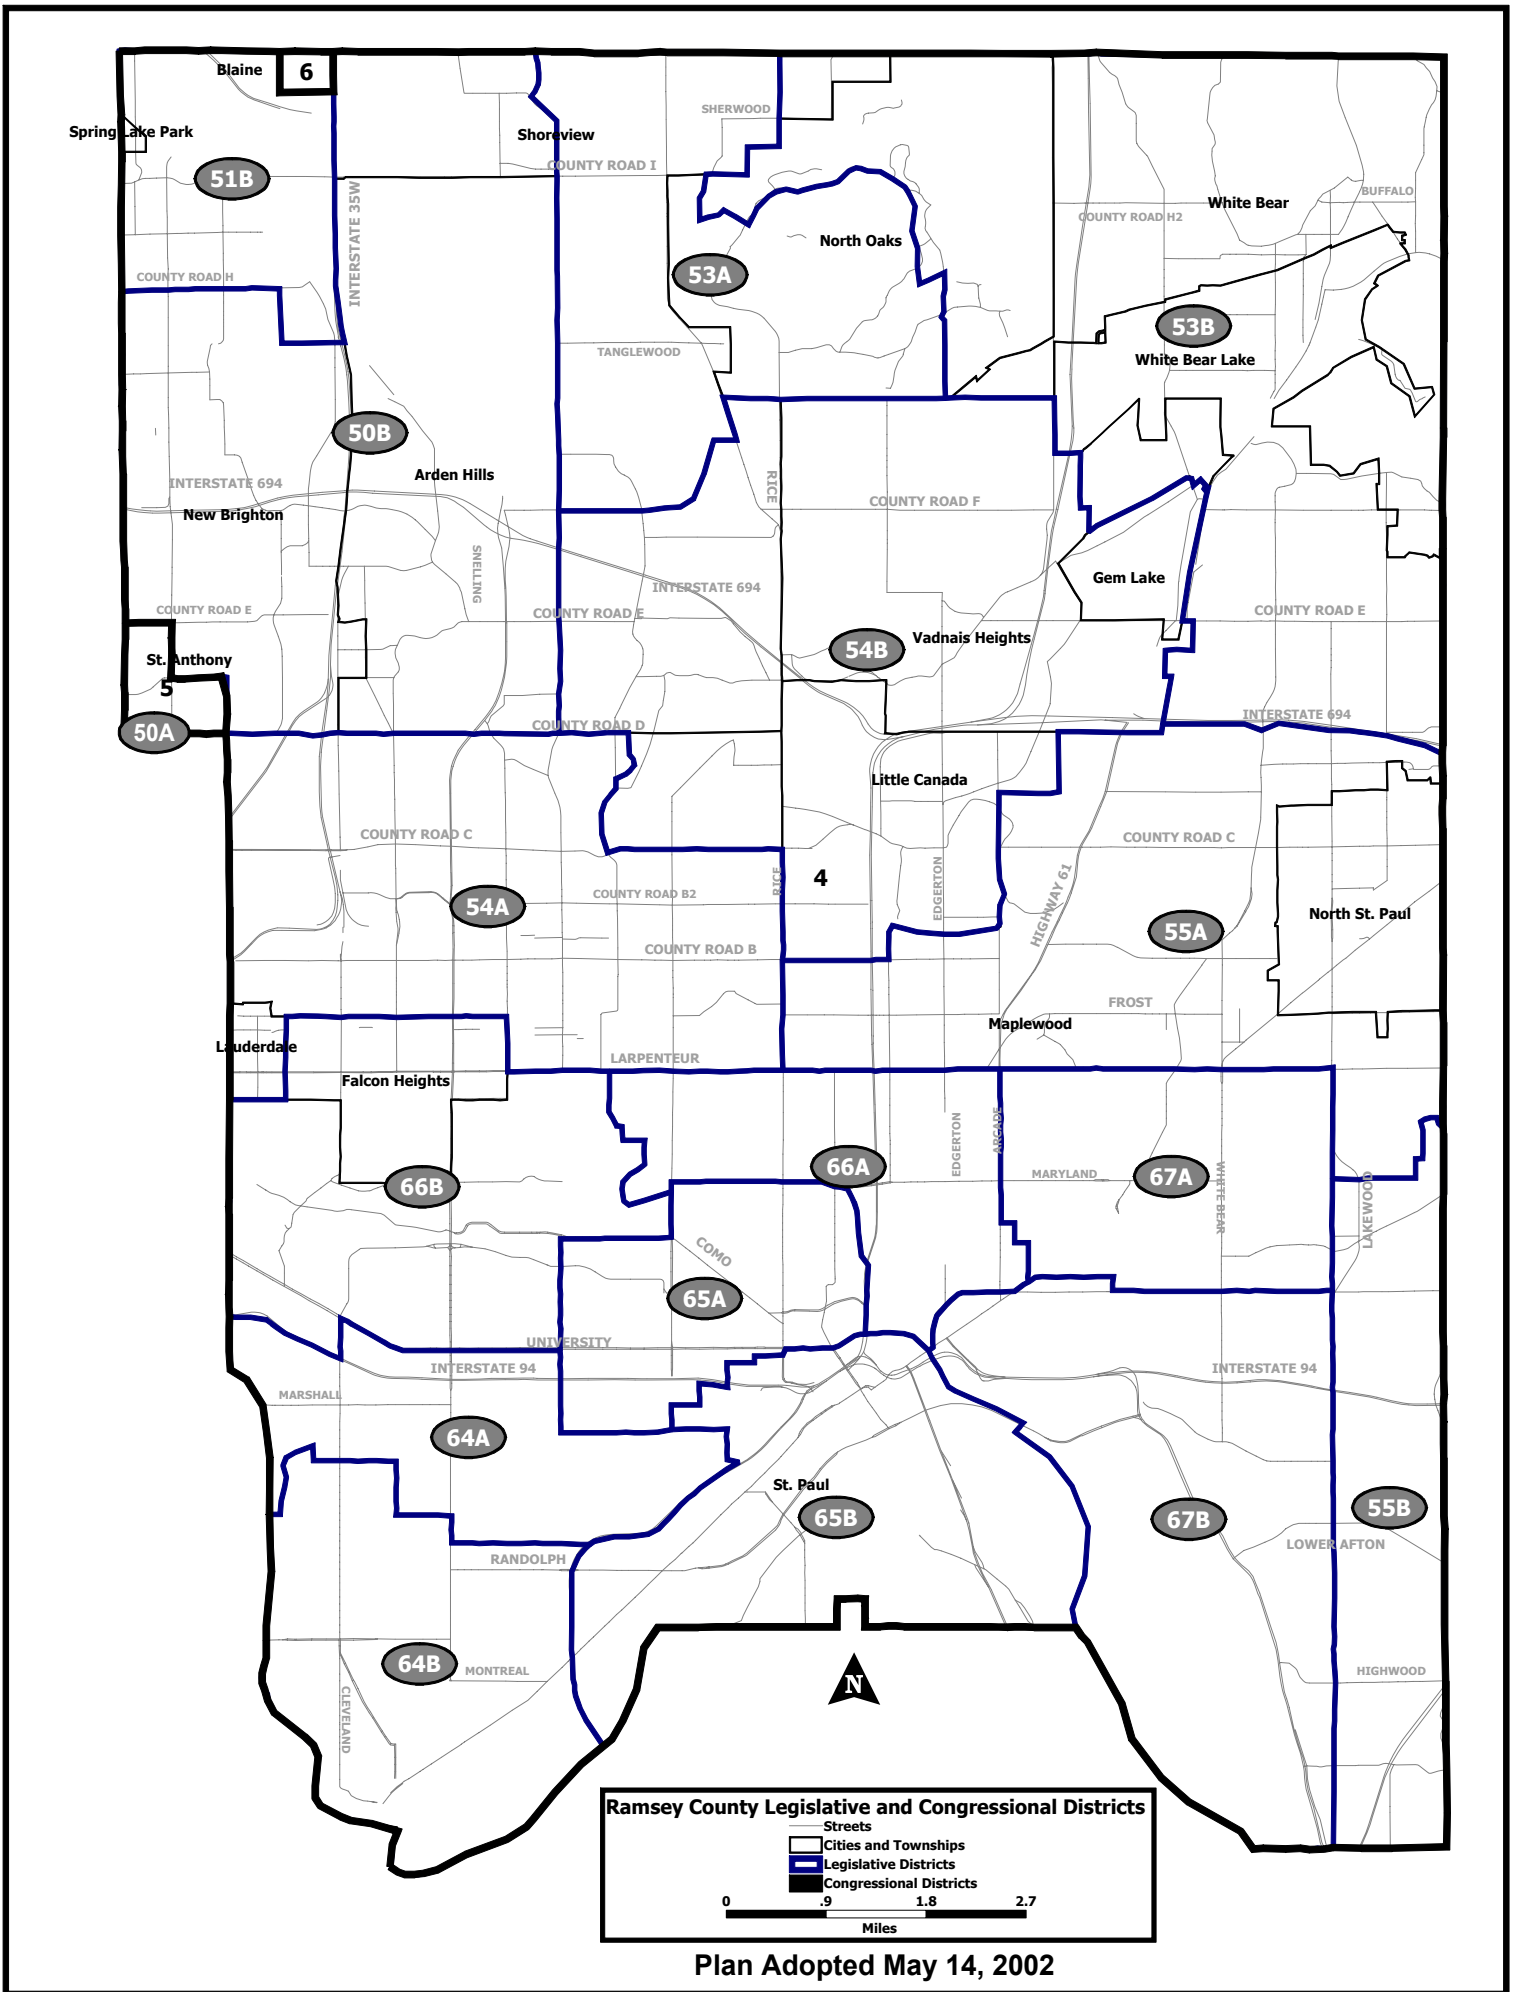 Blaine
6
SHERWOOD
Spring Lake Park
Shoreview
COUNTY ROAD I
51B
BUFFALO
White Bear
COUNTY ROAD H2
INTERSTATE 35W
North Oaks
53A
COUNTY ROAD H
53B
TANGLEWOOD
White Bear Lake
50B
Arden Hills
INTERSTATE 694
RICE
COUNTY ROAD F
New Brighton
SNELLING
Gem Lake
INTERSTATE 694
COUNTY ROAD E
COUNTY ROAD E
COUNTY ROAD E
Vadnais Heights
54B
St. Anthony
5
INTERSTATE 694
COUNTY ROAD D
50A
Little Canada
COUNTY ROAD C
COUNTY ROAD C
RICE
4
EDGERTON
HIGHWAY 61
COUNTY ROAD B2
54A
North St. Paul
55A
COUNTY ROAD B
FROST
Maplewood
Lauderdale
LARPENTEUR
Falcon Heights
EDGERTON
ARCADE
66A
MARYLAND
67A
66B
WHITE BEAR
LAKEWOOD
COMO
65A
UNIVERSITY
INTERSTATE 94
INTERSTATE 94
MARSHALL
64A
St. Paul
65B
67B
55B
LOWER AFTON
RANDOLPH
64B
MONTREAL
HIGHWOOD
N
CLEVELAND
Ramsey County Legislative and Congressional Districts
Streets
Cities and Townships
Legislative Districts
Congressional Districts
0 .9 1.8 2.7
Miles
Plan Adopted May 14, 2002